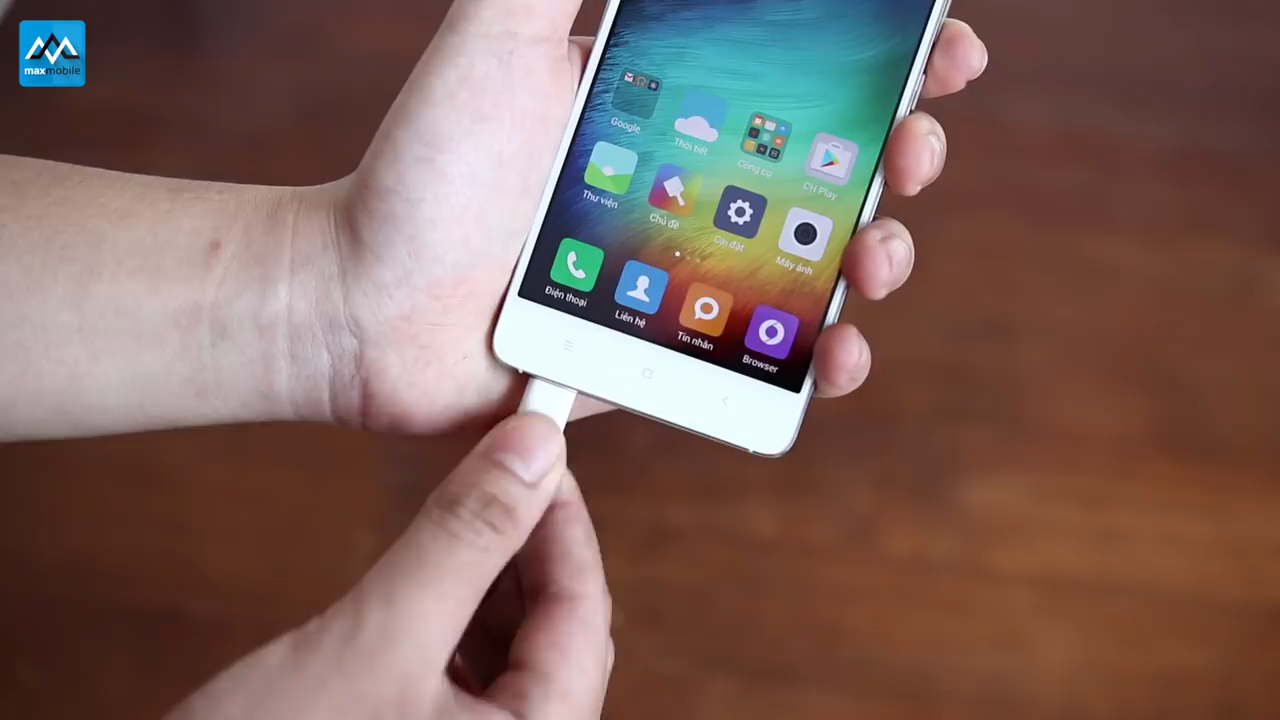 maxmobile
Google
Thời tiết
Công cụ
CH Play
Thư viện
Chủ đề
Cài đặt
Máy ảnh
Điện thoại
Liên hệ
Tin nhắn
Browser